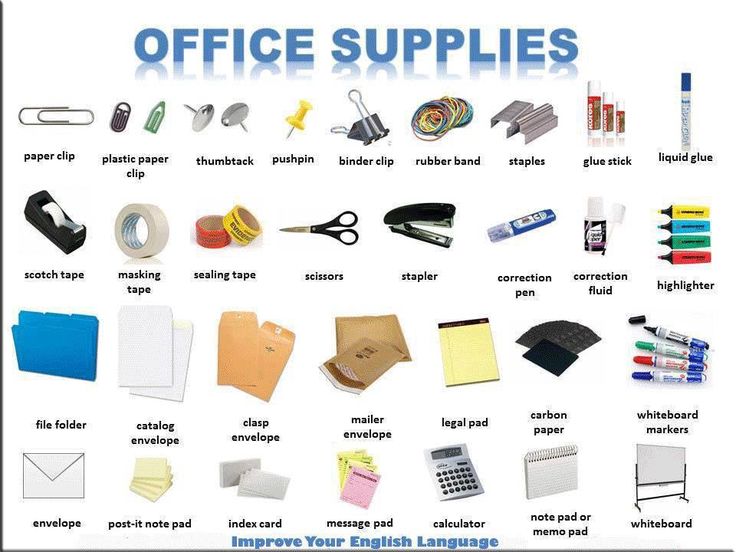 OFFICE SUPPLIES
paper clip
plastic paper
clip
thumbtack
pushpin
binder clip
rubber band
staples
glue stick
liquid glue
scotch tape
masking
tape
sealing tape
scissors
stapler
correction
pen
correction
fluid
highlighter
file folder
catalog
envelope
clasp
envelope
mailer
envelope
legal pad
carbon
paper
whiteboard
markers
envelope
post-it note pad
index card
message pad
calculator
note pad or
memo pad
whiteboard
Improve Your English Language